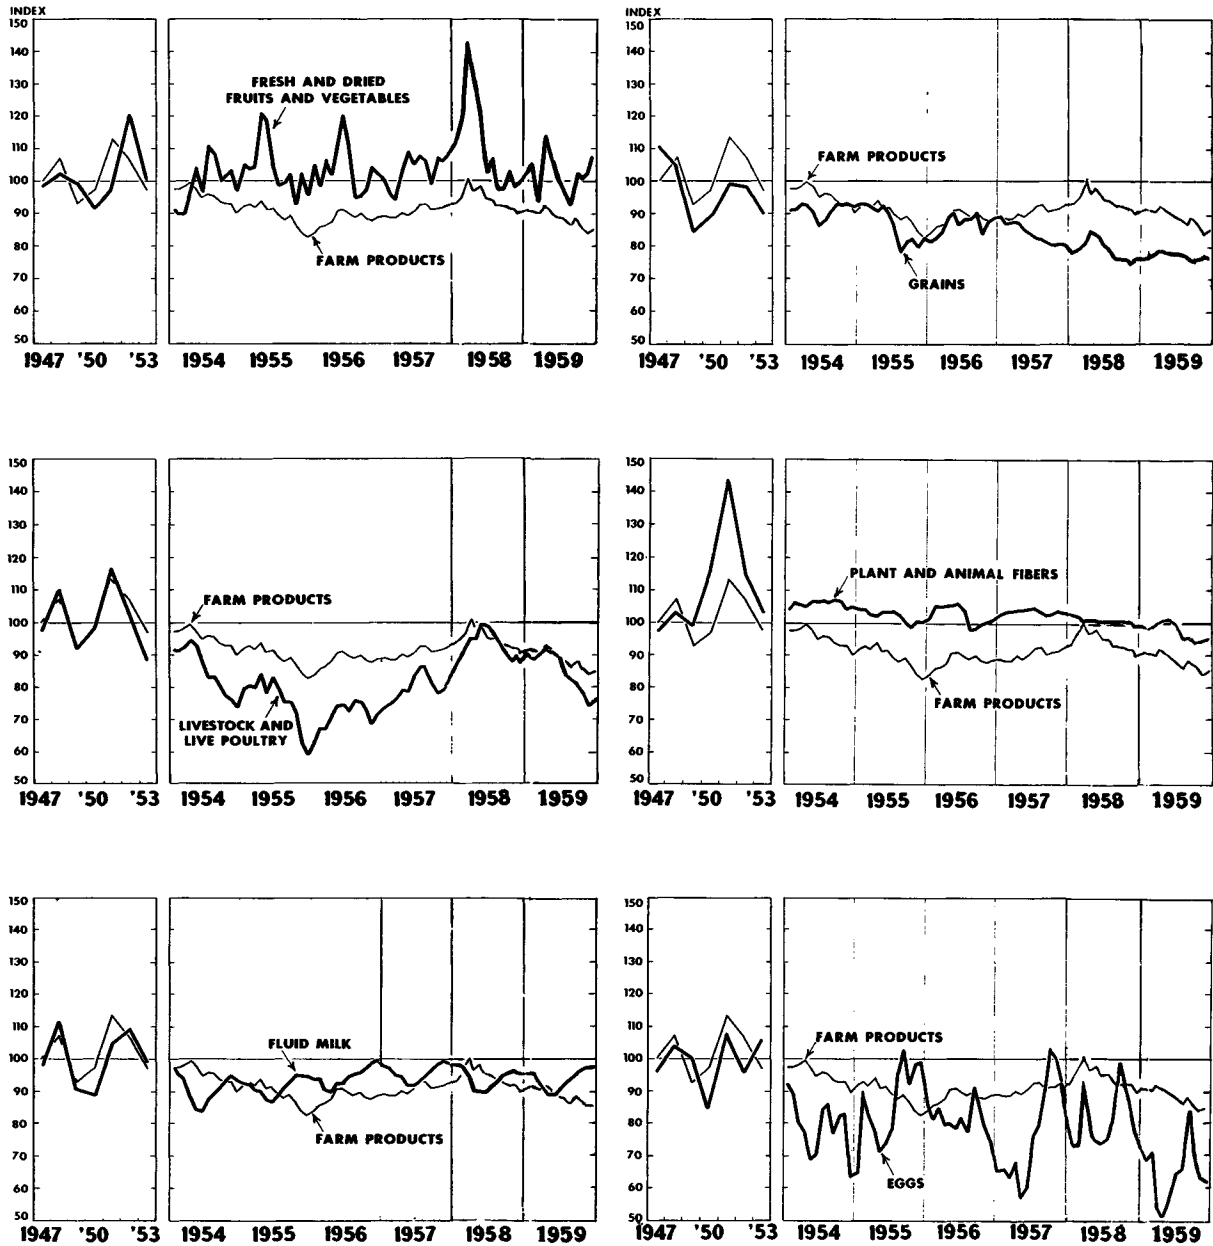 INDEX
150
140
130
120
110
100
90
80
70
60
50
FRESH AND DRIED
FRUITS AND VEGETABLES
FARM PRODUCTS
1947 '50 '53
1954 1955 1956 1957 1958 1959
INDEX
150
140
130
120
110
100
90
80
70
60
50
FARM PRODUCTS
GRAINS
1947 '50 '53
1954 1955 1956 1957 1958 1959
150
140
130
120
110
100
90
80
70
60
50
FARM PRODUCTS
LIVESTOCK AND
LIVE POULTRY
1947 '50 '53
1954 1955 1956 1957 1958 1959
150
140
130
120
110
100
90
80
70
60
50
PLANT AND ANIMAL FIBERS
FARM PRODUCTS
1947 '50 '53
1954 1955 1956 1957 1958 1959
150
140
130
120
110
100
90
80
70
60
50
FLUID MILK
FARM PRODUCTS
1947 '50 '53
1954 1955 1956 1957 1958 1959
150
140
130
120
110
100
90
80
70
60
50
FARM PRODUCTS
EGGS
1947 '50 '53
1954 1955 1956 1957 1958 1959